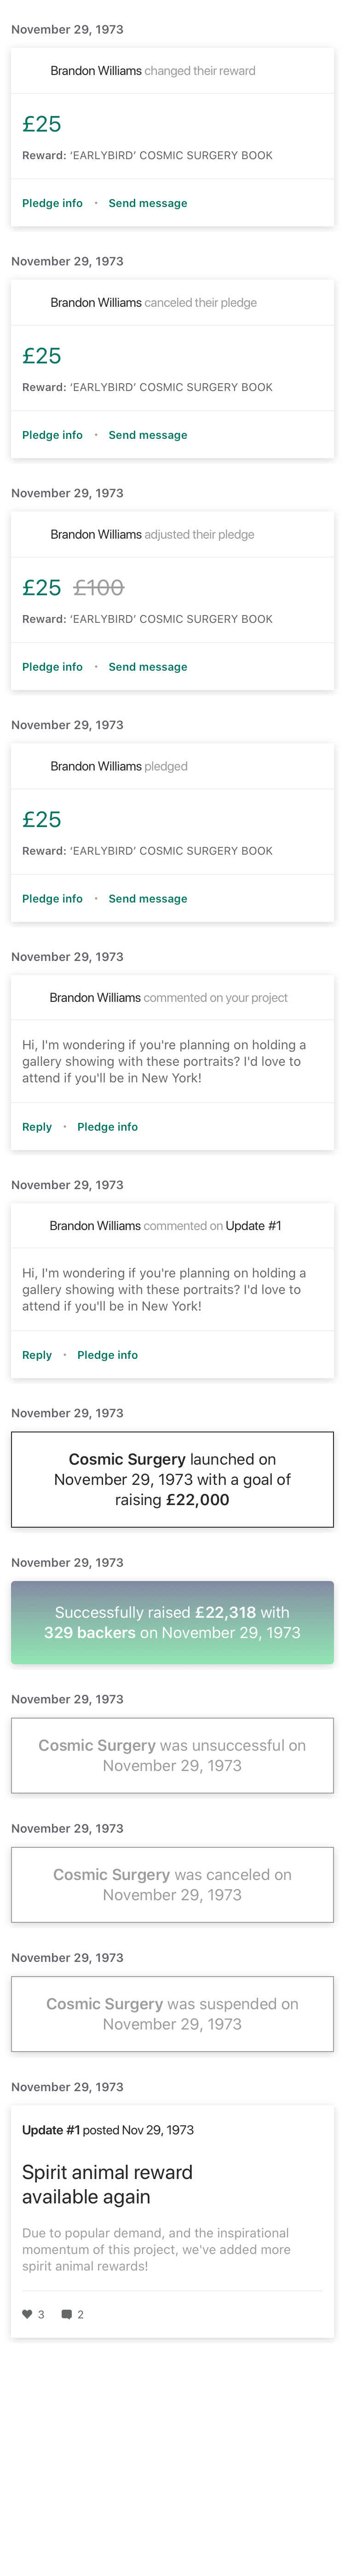 November 29, 1973
Brandon Williams changed their reward
£25
Reward: ‘EARLYBIRD’ COSMIC SURGERY BOOK
Pledge info • Send message
November 29, 1973
Brandon Williams canceled their pledge
£25
Reward: ‘EARLYBIRD’ COSMIC SURGERY BOOK
Pledge info • Send message
November 29, 1973
Brandon Williams adjusted their pledge
£25 £100
Reward: ‘EARLYBIRD’ COSMIC SURGERY BOOK
Pledge info • Send message
November 29, 1973
Brandon Williams pledged
£25
Reward: ‘EARLYBIRD’ COSMIC SURGERY BOOK
Pledge info • Send message
November 29, 1973
Brandon Williams commented on your project
Hi, I'm wondering if you're planning on holding a
gallery showing with these portraits? I'd love to
attend if you'll be in New York!
Reply • Pledge info
November 29, 1973
Brandon Williams commented on Update #1
Hi, I'm wondering if you're planning on holding a
gallery showing with these portraits? I'd love to
attend if you'll be in New York!
Reply • Pledge info
November 29, 1973
Cosmic Surgery launched on
November 29, 1973 with a goal of
raising £22,000
November 29, 1973
Successfully raised £22,318 with
329 backers on November 29, 1973
November 29, 1973
Cosmic Surgery was unsuccessful on
November 29, 1973
November 29, 1973
Cosmic Surgery was canceled on
November 29, 1973
November 29, 1973
Cosmic Surgery was suspended on
November 29, 1973
November 29, 1973
Update #1 posted Nov 29, 1973
Spirit animal reward
available again
Due to popular demand, and the inspirational
momentum of this project, we've added more
spirit animal rewards!
3 2